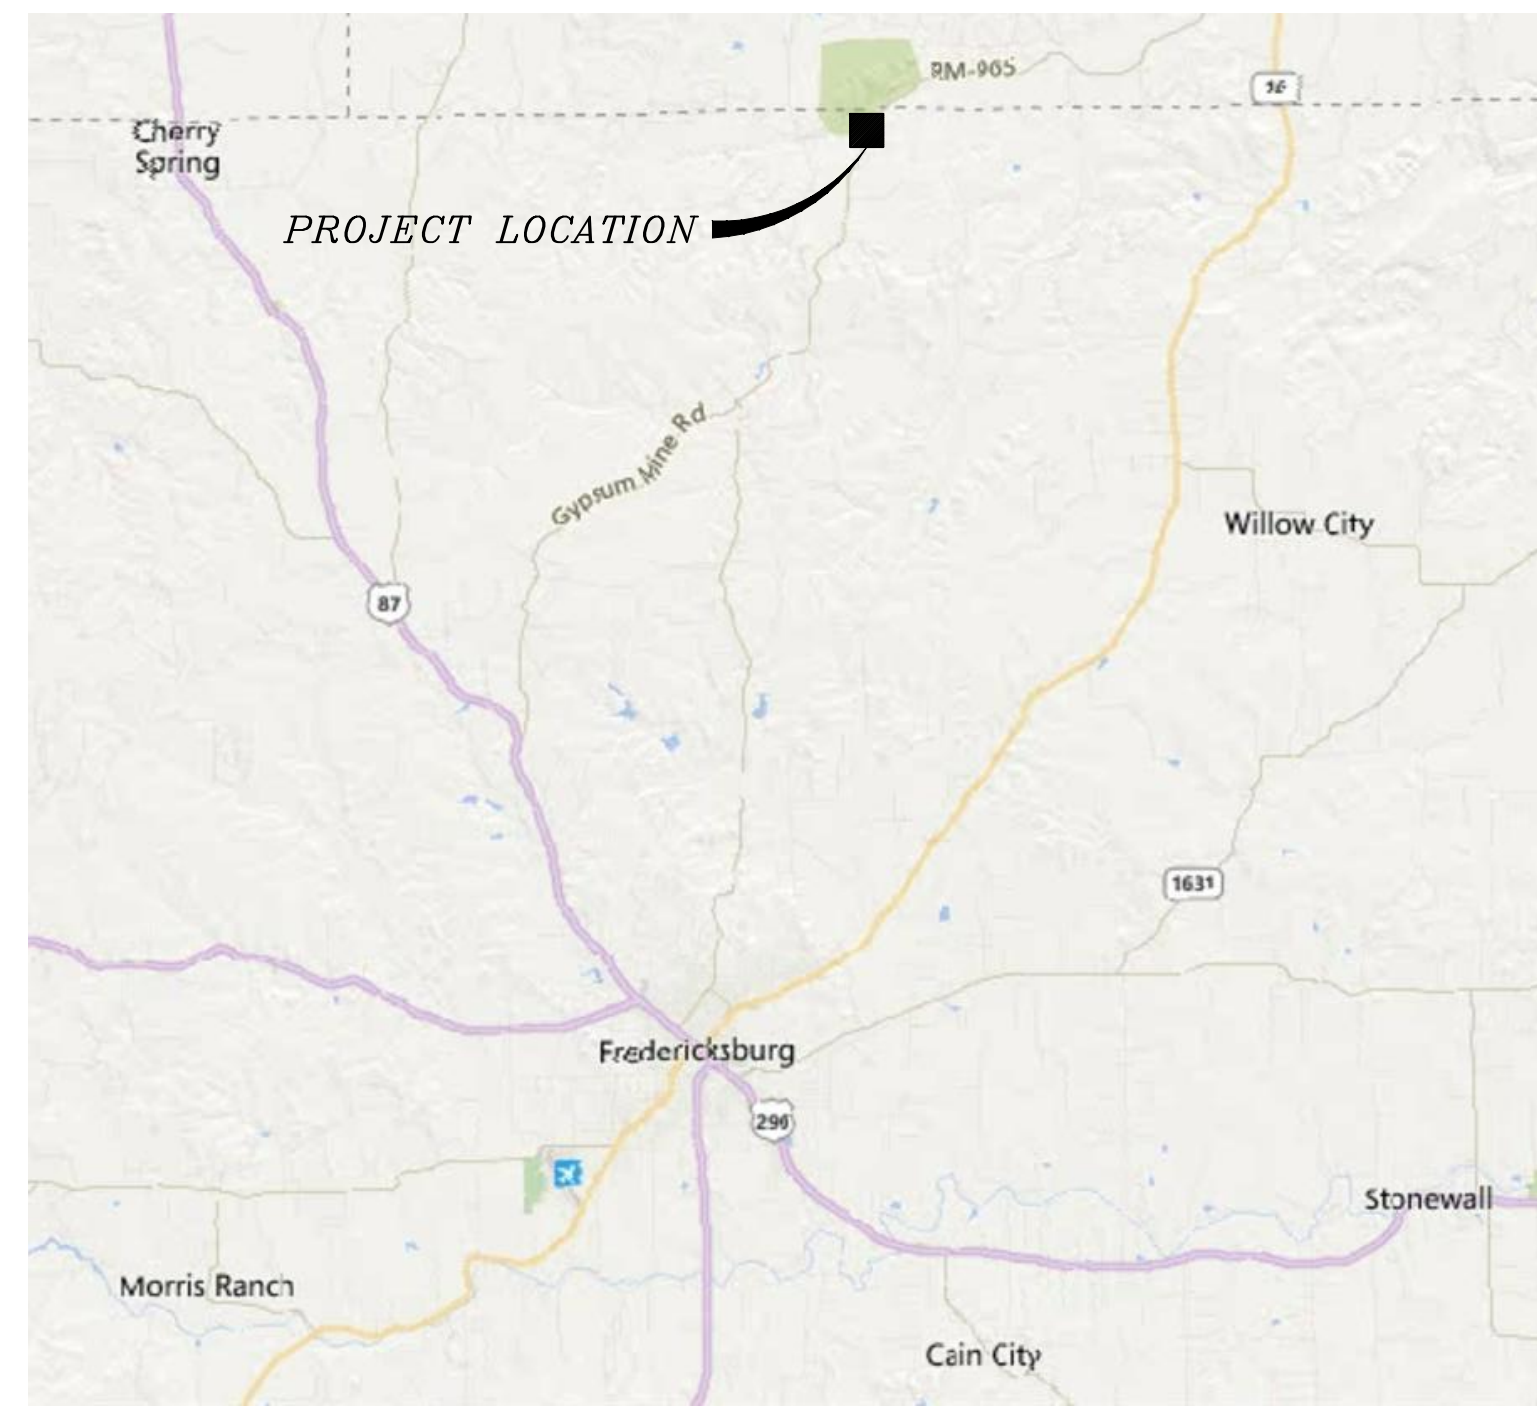 RM-965
16
Cherry
Spring
PROJECT LOCATION
Gypsum Mine Rd
Willow City
87
1631
Fredericksburg
290
Stonewall
Morris Ranch
Cain City